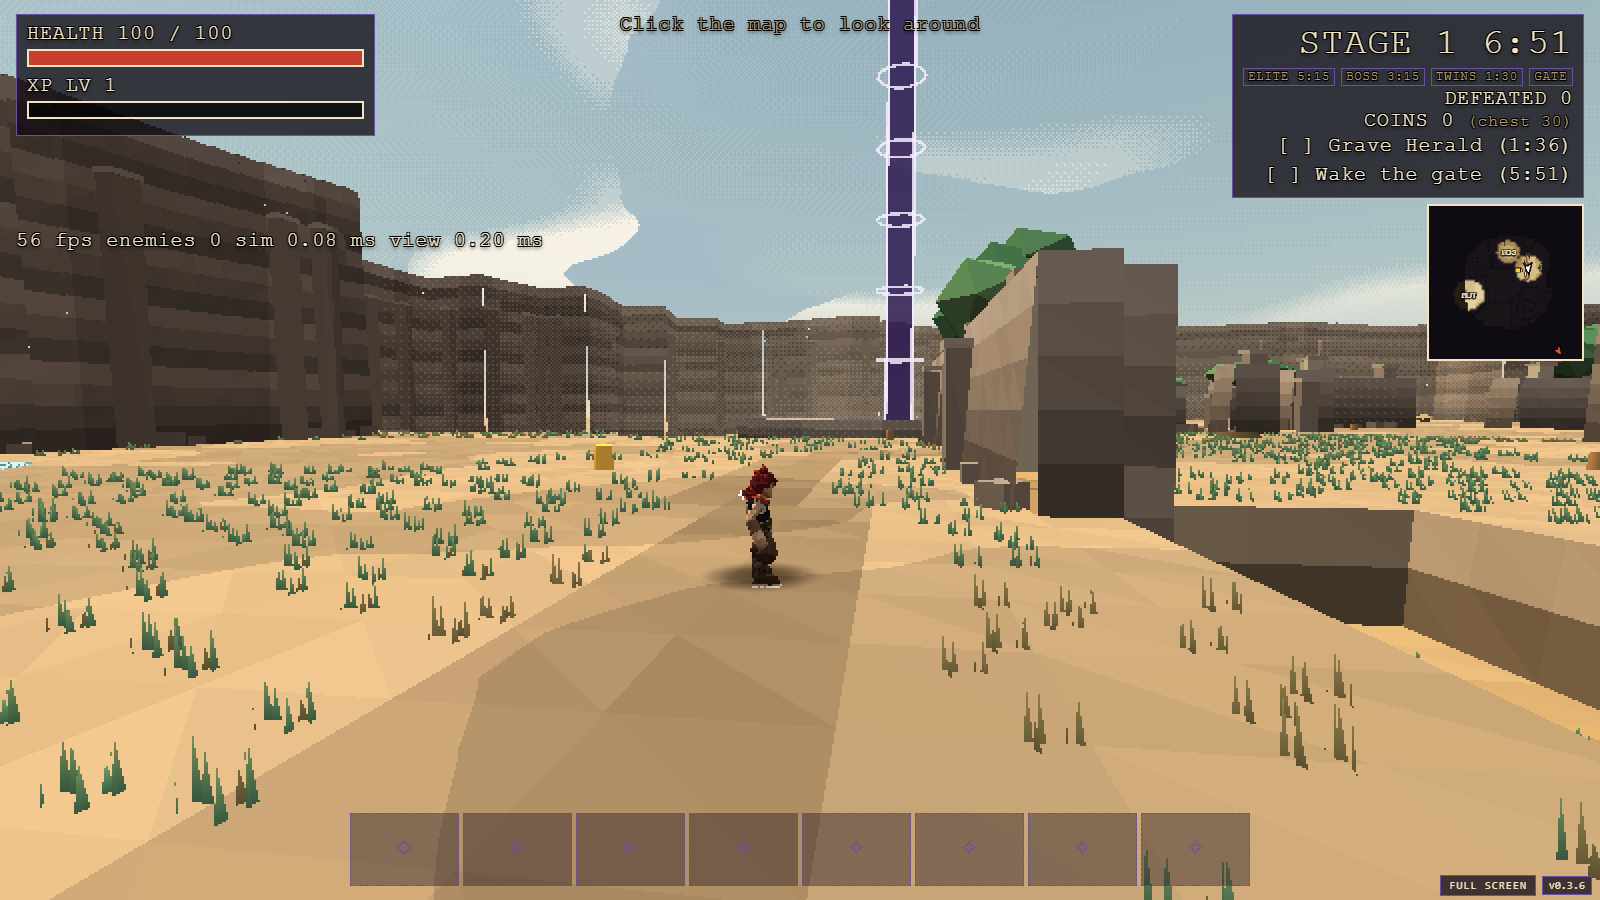 HEALTH 100 / 100
XP LV 1
Click the map to look around
STAGE 1 6:51
ELITE 5:15 BOSS 3:15 TWINS 1:30 GATE
DEFEATED 0
COINS 0 (chest 30)
[ ] Grave Herald (1:36)
[ ] Wake the gate (5:51)
56 fps enemies 0 sim 0.08 ms view 0.20 ms
FULL SCREEN
v0.3.6